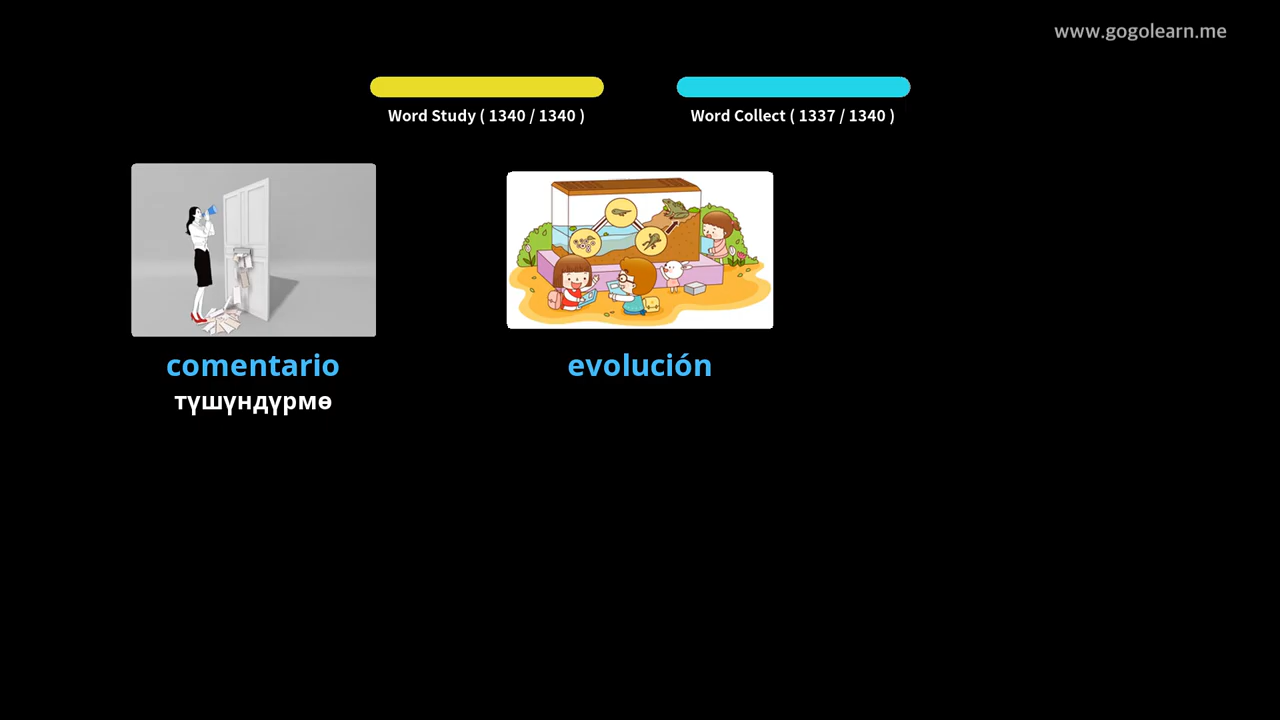 www.gogolearn.me
Word Study ( 1340 / 1340 )
Word Collect ( 1337 / 1340 )
comentario
түшүндүрмө
evolución